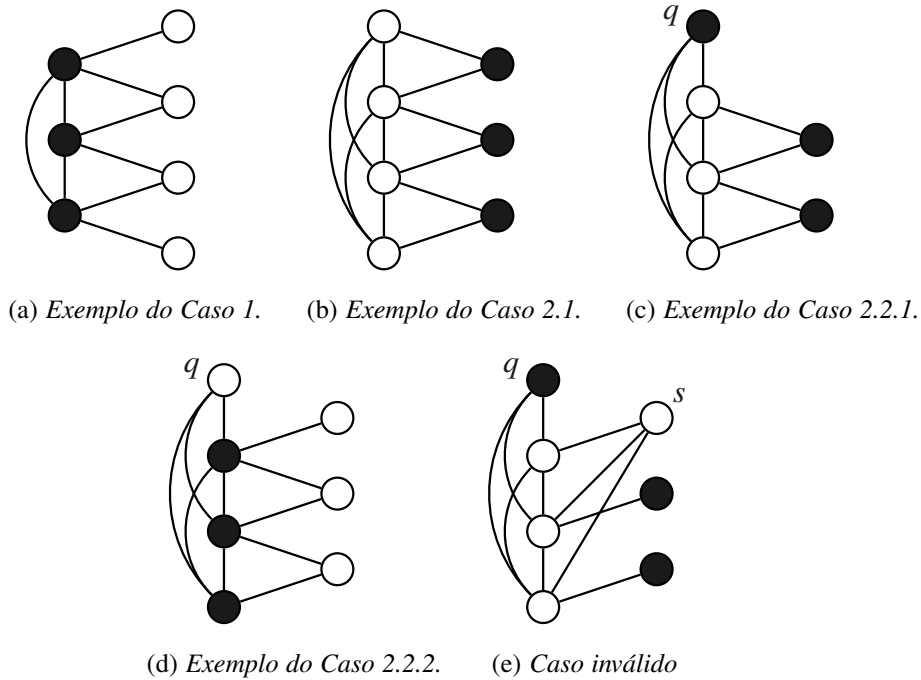 q
(a) Exemplo do Caso 1.
(b) Exemplo do Caso 2.1.
(c) Exemplo do Caso 2.2.1.
q
q
s
(d) Exemplo do Caso 2.2.2.
(e) Caso inválido